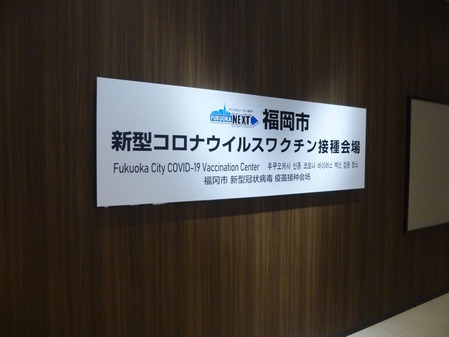 FUKUOKA NEXT 福岡市
新型コロナウイルスワクチン接種会場
Fukuoka City COVID-19 Vaccination Center 후쿠오카시 신종 코로나 바이러스 백신 접종 장소
福冈市 新型冠状病毒 疫苗接种会场